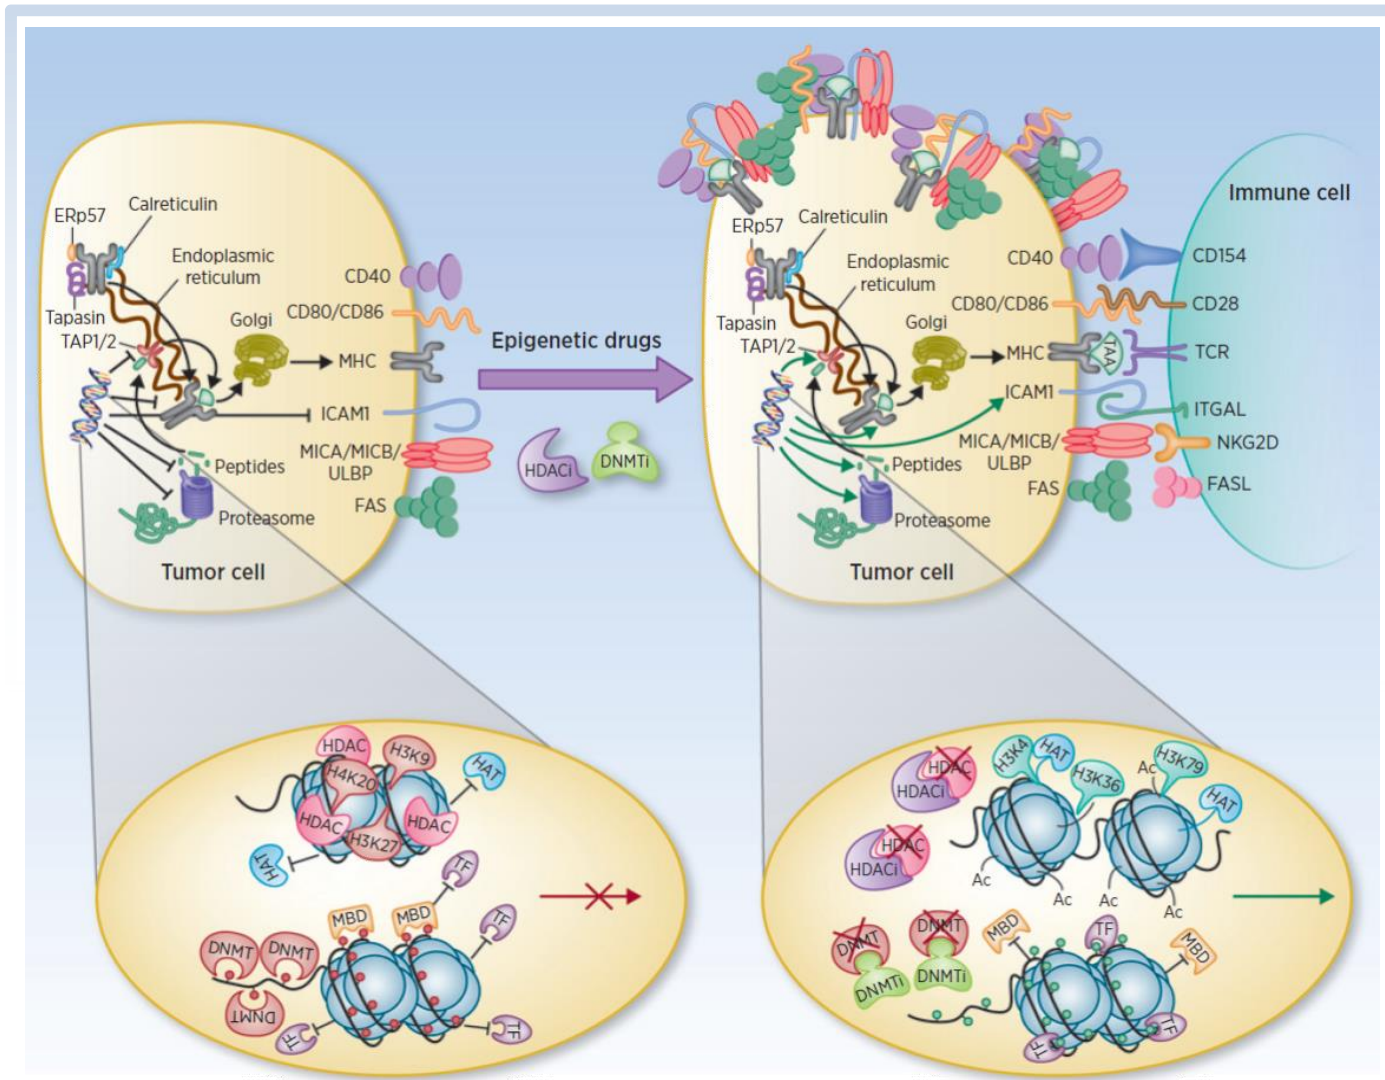 ERp57
Calreticulin
Endoplasmic
reticulum
Tapasin
TAP1/2
Golgi
CD40
CD80/CD86
MHC
ICAM1
MICA/MICB/
ULBP
FAS
Peptides
Proteasome
Tumor cell
Epigenetic drugs
HDACi
DNMTi
ERp57
Calreticulin
Endoplasmic
reticulum
Tapasin
TAP1/2
Golgi
CD40
CD80/CD86
MHC
TAA
ICAM1
MICA/MICB/
ULBP
FAS
Peptides
Proteasome
Tumor cell
Immune cell
CD154
CD28
TCR
ITGAL
NKG2D
FASL
HDAC
H3K9
HAT
H4K20
HDAC
HDAC
H3K27
HAT
TF
MBD
MBD
TF
DNMT
DNMT
DNMT
TF
TF
HDAC
HDACi
H3K4
HAT
H3K36
Ac
H3K79
HAT
HDAC
HDACi
Ac
Ac
Ac
Ac
DNMT
DNMTi
DNMT
DNMTi
MBD
TF
MBD
TF
TF